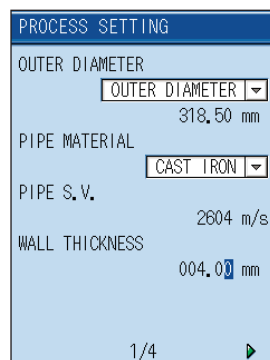 PROCESS SETTING
OUTER DIAMETER
OUTER DIAMETER
318.50 mm
PIPE MATERIAL
CAST IRON
PIPE S.V.
2604 m/s
WALL THICKNESS
004.00 mm
1/4